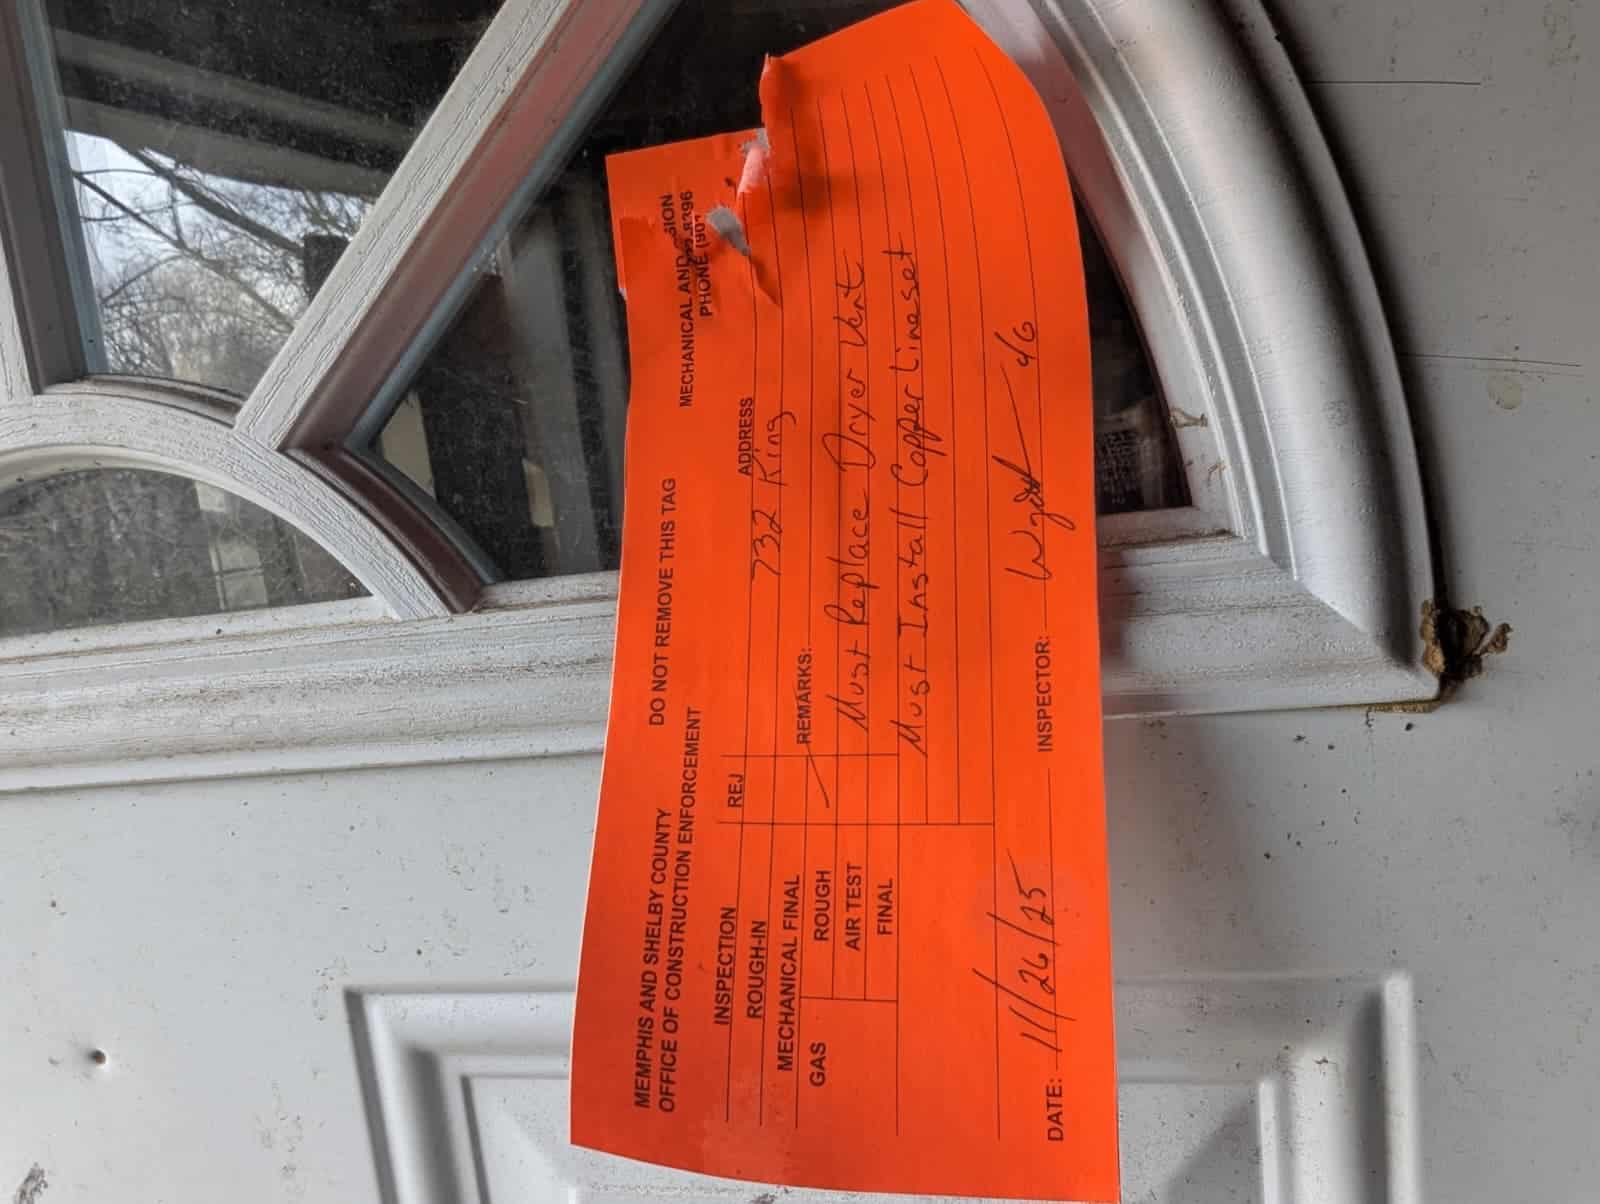 MEMPHIS AND SHELBY COUNTY DO NOT REMOVE THIS TAG MECHANICAL AND
OFFICE OF CONSTRUCTION ENFORCEMENT PHONE (901
INSPECTION REJ ADDRESS
ROUGH-IN 732 King
MECHANICAL FINAL REMARKS:
GAS ROUGH
AIR TEST Must Replace Dryer Vent
FINAL
Must Install Copper Lineset
DATE: 11/26/25 INSPECTOR: 46